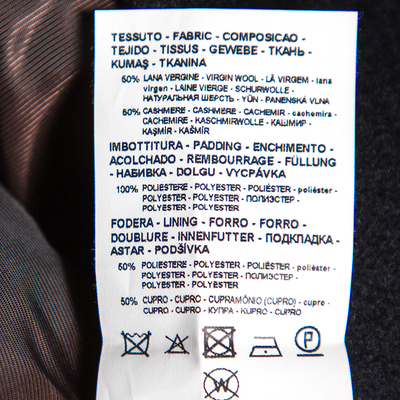 TESSUTO - FABRIC - COMPOSICAO -
TEJIDO - TISSUS - GEWEBE - ТКАНЬ -
KUMAŞ - TKANINA
50% LANA VERGINE - VIRGIN WOOL - LÃ VIRGEM - lana
virgen - LAINE VIERGE - SCHURWOLLE -
НАТУРАЛЬНАЯ ШЕРСТЬ - YÜN - PANENSKÁ VLNA
50% CASHMERE - CASHMERE - CACHEMIR - cachemira -
CACHEMIRE - KASCHMIRWOLLE - КАШМИР -
KAŞMİR - KAŠMÍR
IMBOTTITURA - PADDING - ENCHIMENTO -
ACOLCHADO - REMBOURRAGE - FÜLLUNG
- НАБИВКА - DOLGU - VYCPÁVKA
100% POLIESTERE - POLYESTER - POLIÉSTER - poliéster -
POLYESTER - POLYESTER - ПОЛИЭСТЕР -
POLYESTER - POLYESTER
FODERA - LINING - FORRO - FORRO -
DOUBLURE - INNENFUTTER - ПОДКЛАДКА -
ASTAR - PODŠÍVKA
50% POLIESTERE - POLYESTER - POLIÉSTER - poliéster -
POLYESTER - POLYESTER - ПОЛИЭСТЕР -
POLYESTER - POLYESTER
50% CUPRO - CUPRO - CUPRAMÔNIO (CUPRO) - cupro -
CUPRO - CUPRO - КУПРА - KUPRO - CUPRO
P
W